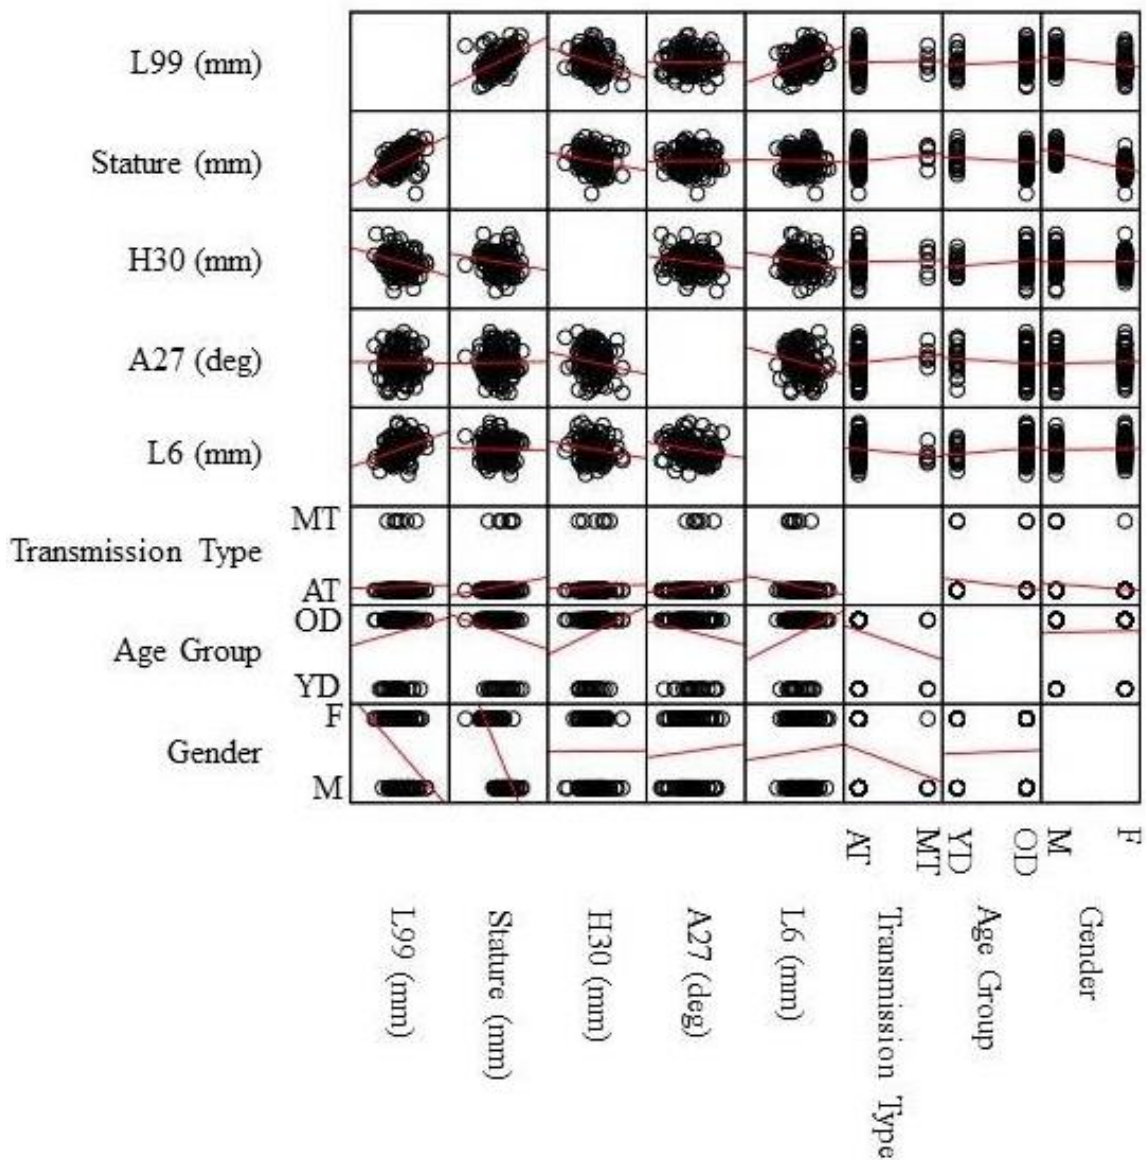 L99 (mm)
Stature (mm)
H30 (mm)
A27 (deg)
L6 (mm)
MT
Transmission Type
AT
OD
Age Group
YD
F
Gender
M
AT
MT
YD
OD
M
F
L99 (mm)
Stature (mm)
H30 (mm)
A27 (deg)
L6 (mm)
Transmission Type
Age Group
Gender